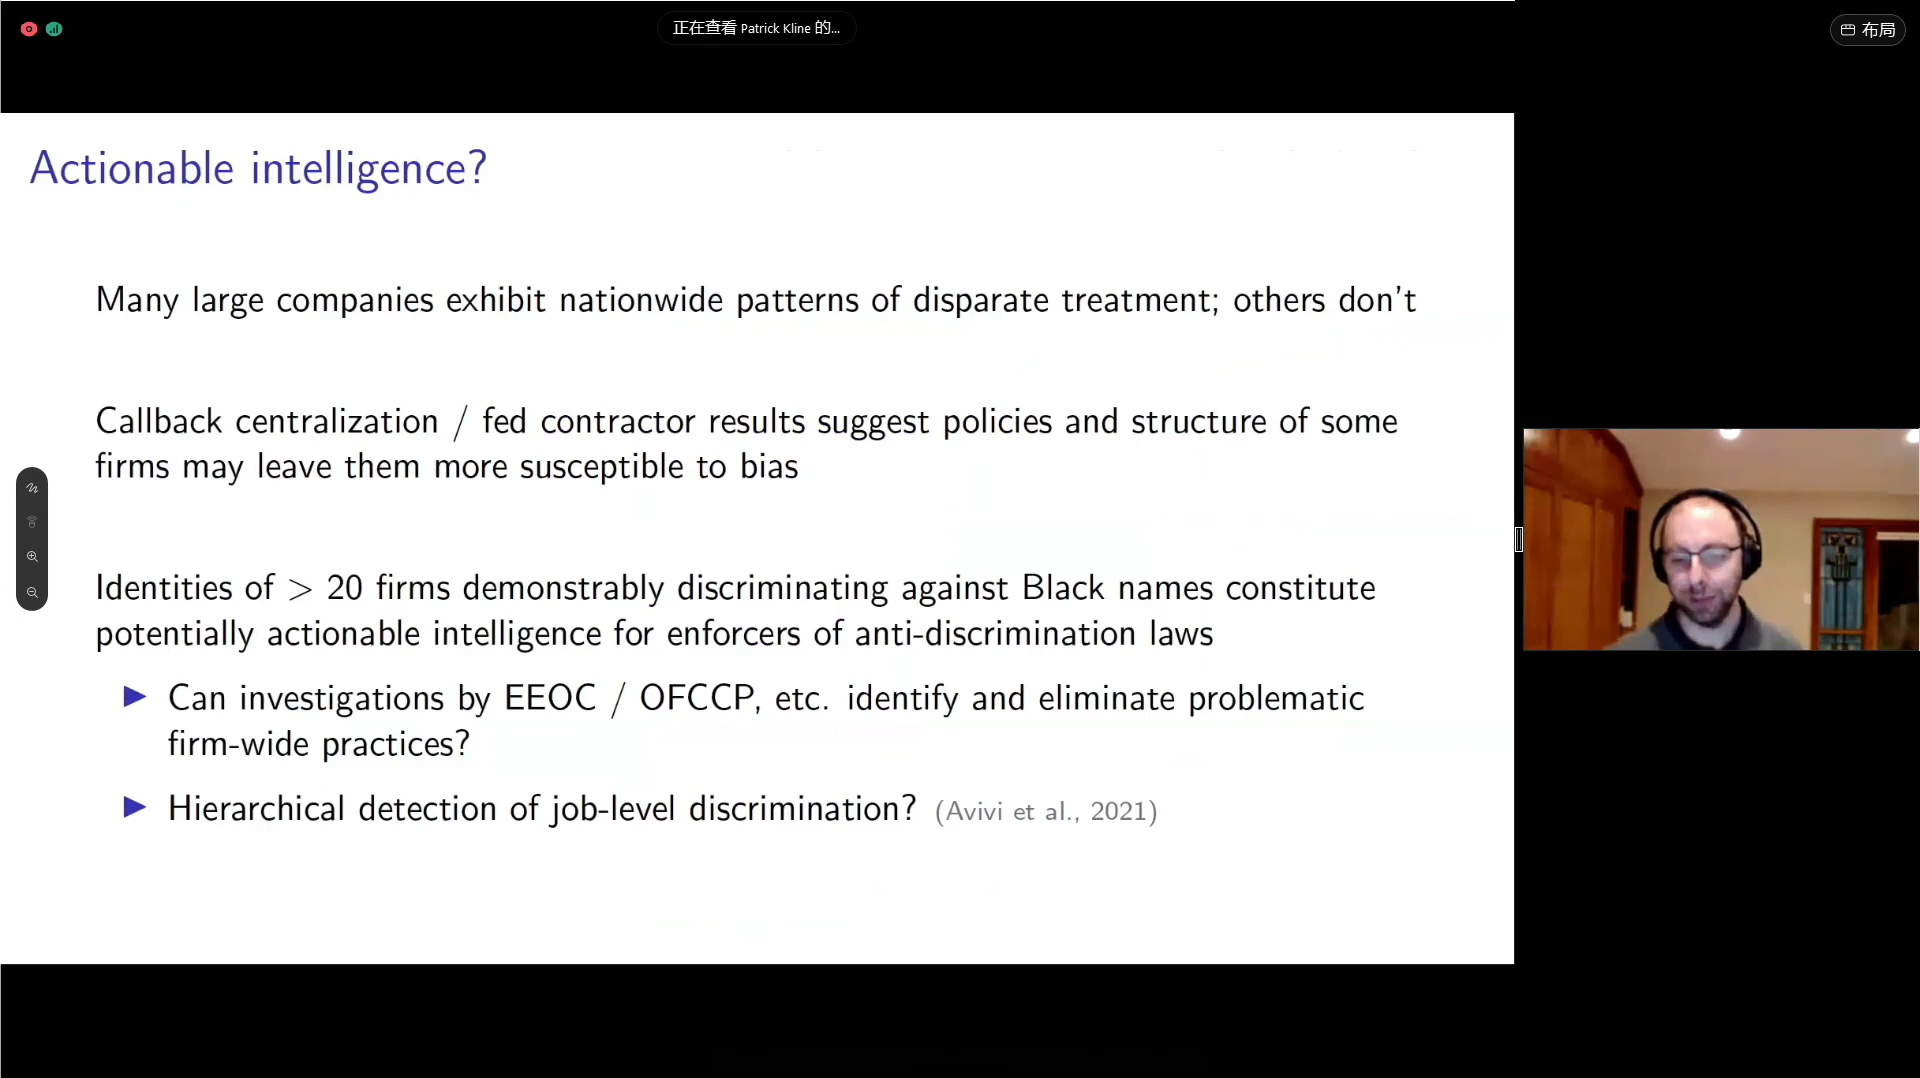 正在查看 Patrick Kline 的...
布局
Actionable intelligence?
Many large companies exhibit nationwide patterns of disparate treatment; others don't
Callback centralization / fed contractor results suggest policies and structure of some
firms may leave them more susceptible to bias
Identities of > 20 firms demonstrably discriminating against Black names constitute
potentially actionable intelligence for enforcers of anti-discrimination laws
▶ Can investigations by EEOC / OFCCP, etc. identify and eliminate problematic
firm-wide practices?
▶ Hierarchical detection of job-level discrimination? (Avivi et al., 2021)